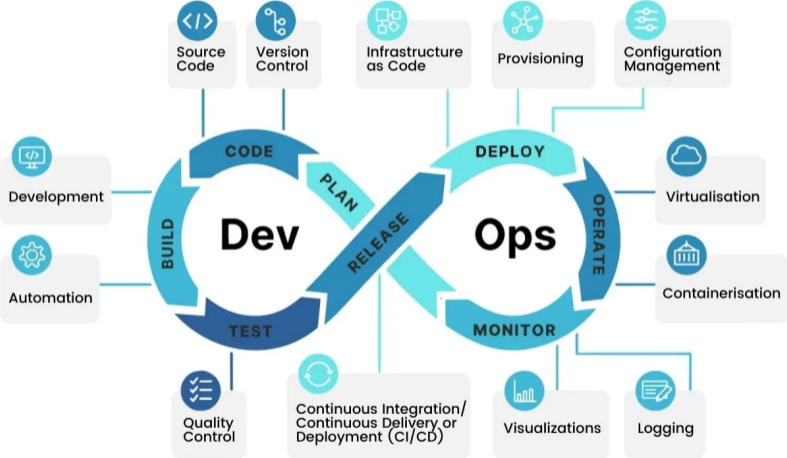 Source
Code
Version
Control
Infrastructure
as Code
Provisioning
Configuration
Management
CODE
PLAN
DEPLOY
Development
BUILD
Dev
RELEASE
Ops
OPERATE
Virtualisation
Automation
Containerisation
TEST
MONITOR
Quality
Control
Continuous Integration/
Continuous Delivery or
Deployment (CI/CD)
Visualizations
Logging